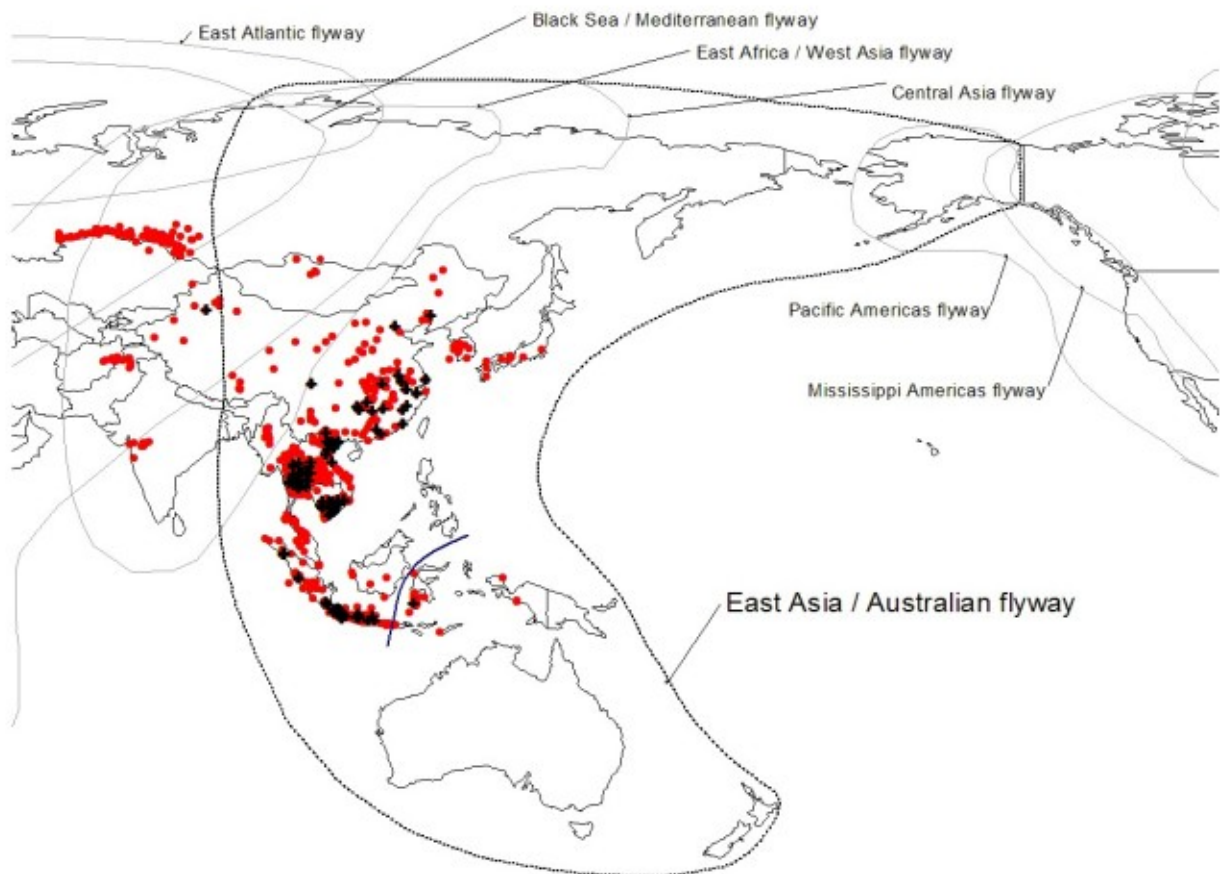 East Atlantic flyway
Black Sea / Mediterranean flyway
East Africa / West Asia flyway
Central Asia flyway
Pacific Americas flyway
Mississippi Americas flyway
East Asia / Australian flyway